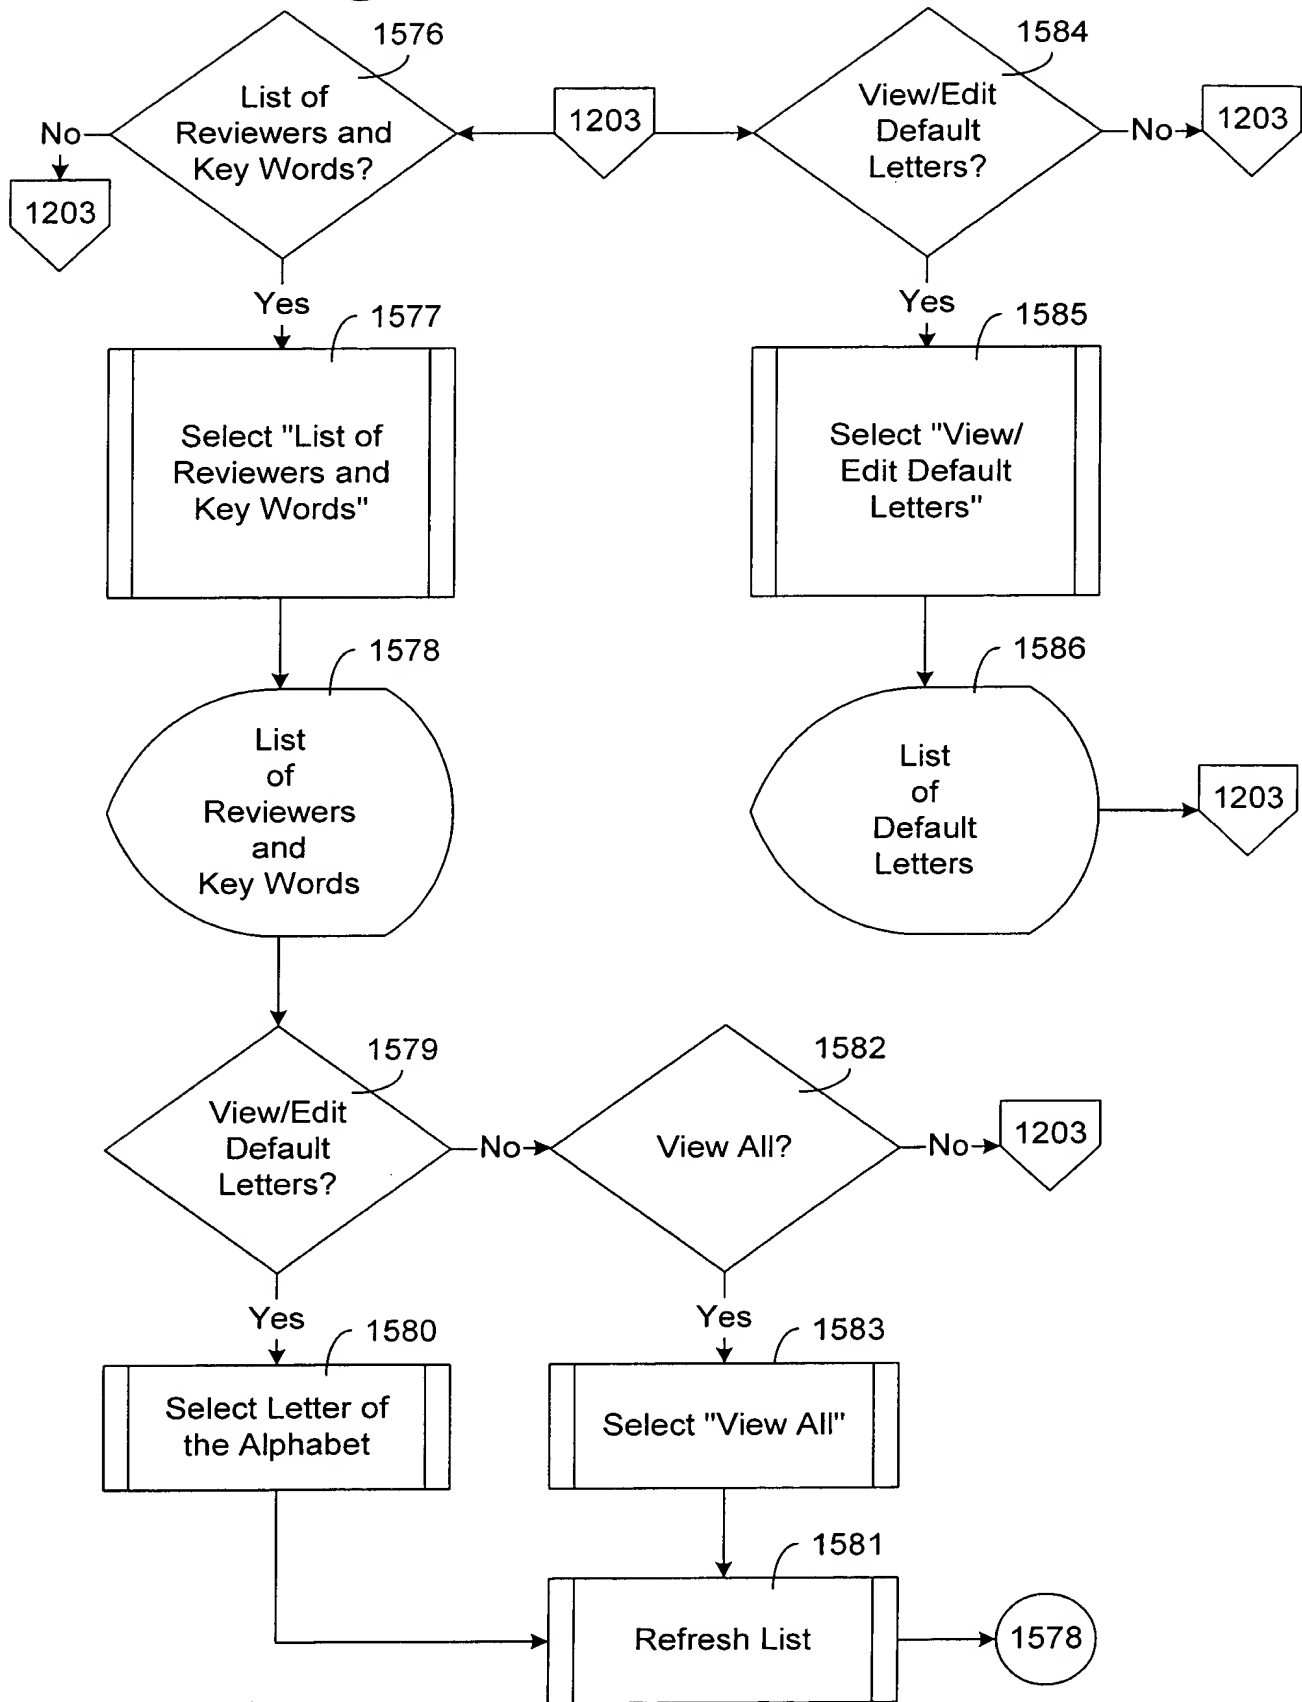 1576
List of
Reviewers and
Key Words?
No
1203
1203
1584
View/Edit
Default
Letters?
No
1203
Yes
1577
Select "List of
Reviewers and
Key Words"
Yes
1585
Select "View/
Edit Default
Letters"
1578
List
of
Reviewers
and
Key Words
1586
List
of
Default
Letters
1203
1579
View/Edit
Default
Letters?
No
1582
View All?
No
1203
Yes
1580
Select Letter of
the Alphabet
Yes
1583
Select "View All"
1581
Refresh List
1578